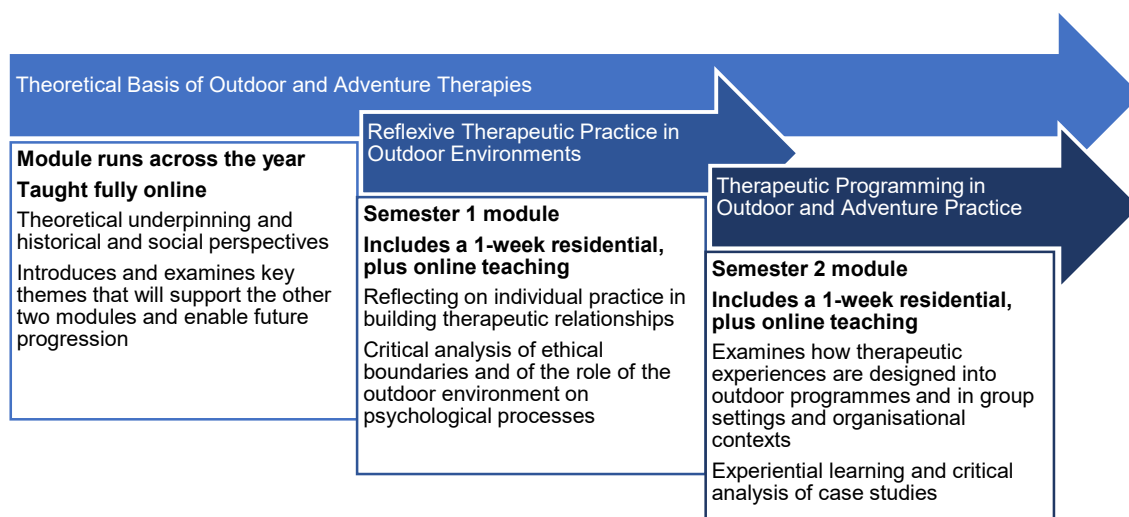 Theoretical Basis of Outdoor and Adventure Therapies
Module runs across the year
Taught fully online
Theoretical underpinning and
historical and social perspectives
Introduces and examines key
themes that will support the other
two modules and enable future
progression
Reflexive Therapeutic Practice in
Outdoor Environments
Semester 1 module
Includes a 1-week residential,
plus online teaching
Reflecting on individual practice in
building therapeutic relationships
Critical analysis of ethical
boundaries and of the role of the
outdoor environment on
psychological processes
Therapeutic Programming in
Outdoor and Adventure Practice
Semester 2 module
Includes a 1-week residential,
plus online teaching
Examines how therapeutic
experiences are designed into
outdoor programmes and in group
settings and organisational
contexts
Experiential learning and critical
analysis of case studies